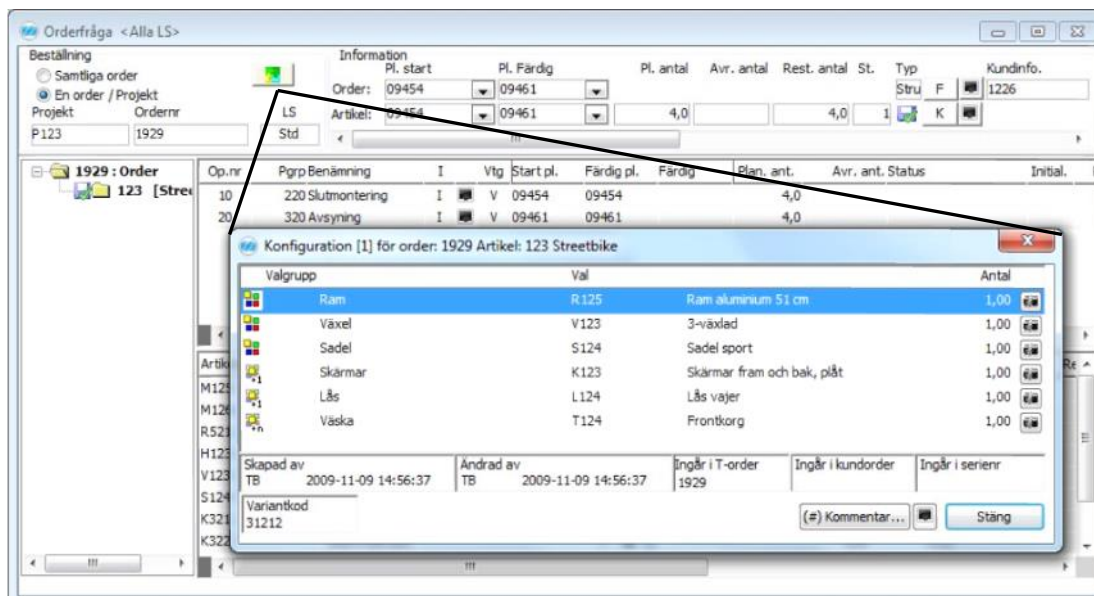 Orderfråga <Alla LS>
Beställning
Samtliga order
En order / Projekt
Projekt Ordernr LS
P123 1929 Std
Information
Pl. start Pl. Färdig Pl. antal Avr. antal Rest. antal St. Typ Kundinfo.
Order: 09454 09461 Stru F 1226
Artikel: 09454 09461 4,0 4,0 1 K
1929 : Order
123 [Stree
Op.nr Pgrp Benämning I Vtg Start pl. Färdig pl. Färdig Plan. ant. Avr. ant. Status Initial.
10 220 Slutmontering I V 09454 09454 4,0
20 320 Avsyning I V 09461 09461 4,0
Konfiguration [1] för order: 1929 Artikel: 123 Streetbike
Valgrupp Val Antal
Ram R125 Ram aluminium 51 cm 1,00
Växel V123 3-växlad 1,00
Sadel S124 Sadel sport 1,00
+1 Skärmar K123 Skärmar fram och bak, plåt 1,00
+1 Lås L124 Lås vajer 1,00
+n Väska T124 Frontkorg 1,00
Skapad av Ändrad av Ingår i T-order Ingår i kundorder Ingår i serienr
TB 2009-11-09 14:56:37 TB 2009-11-09 14:56:37 1929
Variantkod
31212
(#) Kommentar... Stäng
Artik
M125
M126
R521
H123
V123
S124
K321
K322